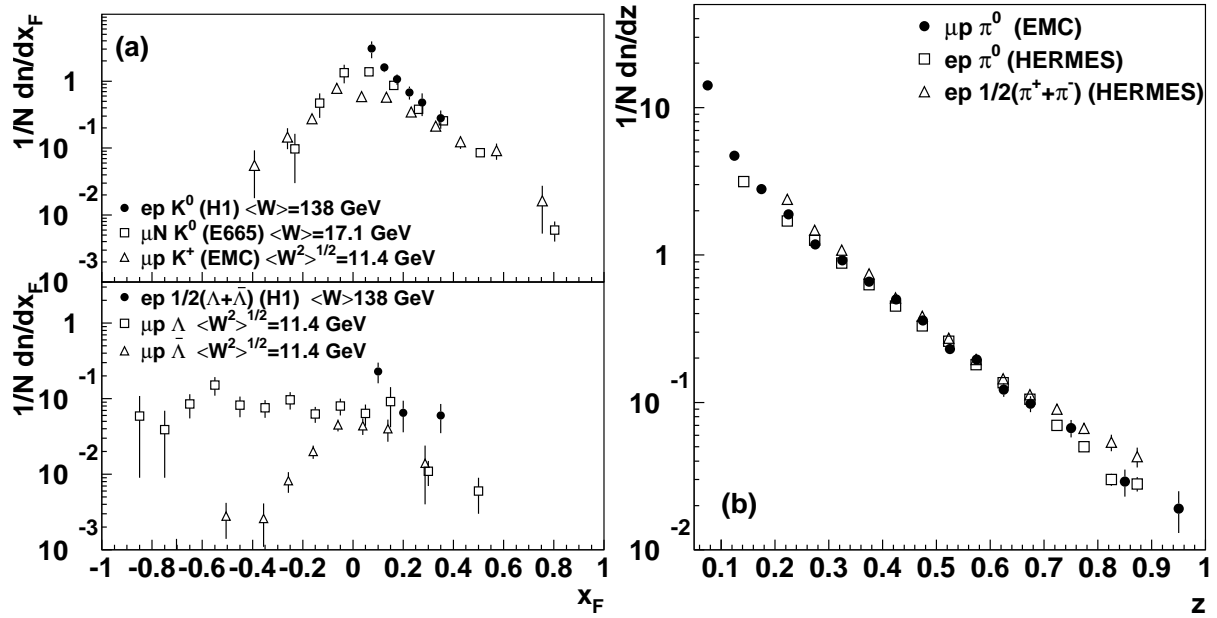 (a)
1/N dn/dx_F
1
10^-1
10^-2
10^-3
ep K^0 (H1) <W>=138 GeV
μN K^0 (E665) <W>=17.1 GeV
μp K^+ (EMC) <W^2>^1/2=11.4 GeV
1/N dn/dx_F
1
10^-1
10^-2
10^-3
ep 1/2(Λ+Λ̄) (H1) <W>138 GeV
μp Λ <W^2>^1/2=11.4 GeV
μp Λ̄ <W^2>^1/2=11.4 GeV
-1 -0.8 -0.6 -0.4 -0.2 0 0.2 0.4 0.6 0.8 1
x_F
1/N dn/dz
μp π^0 (EMC)
ep π^0 (HERMES)
ep 1/2(π^++π^-) (HERMES)
10
1
10^-1
10^-2
(b)
0.1 0.2 0.3 0.4 0.5 0.6 0.7 0.8 0.9 1
z